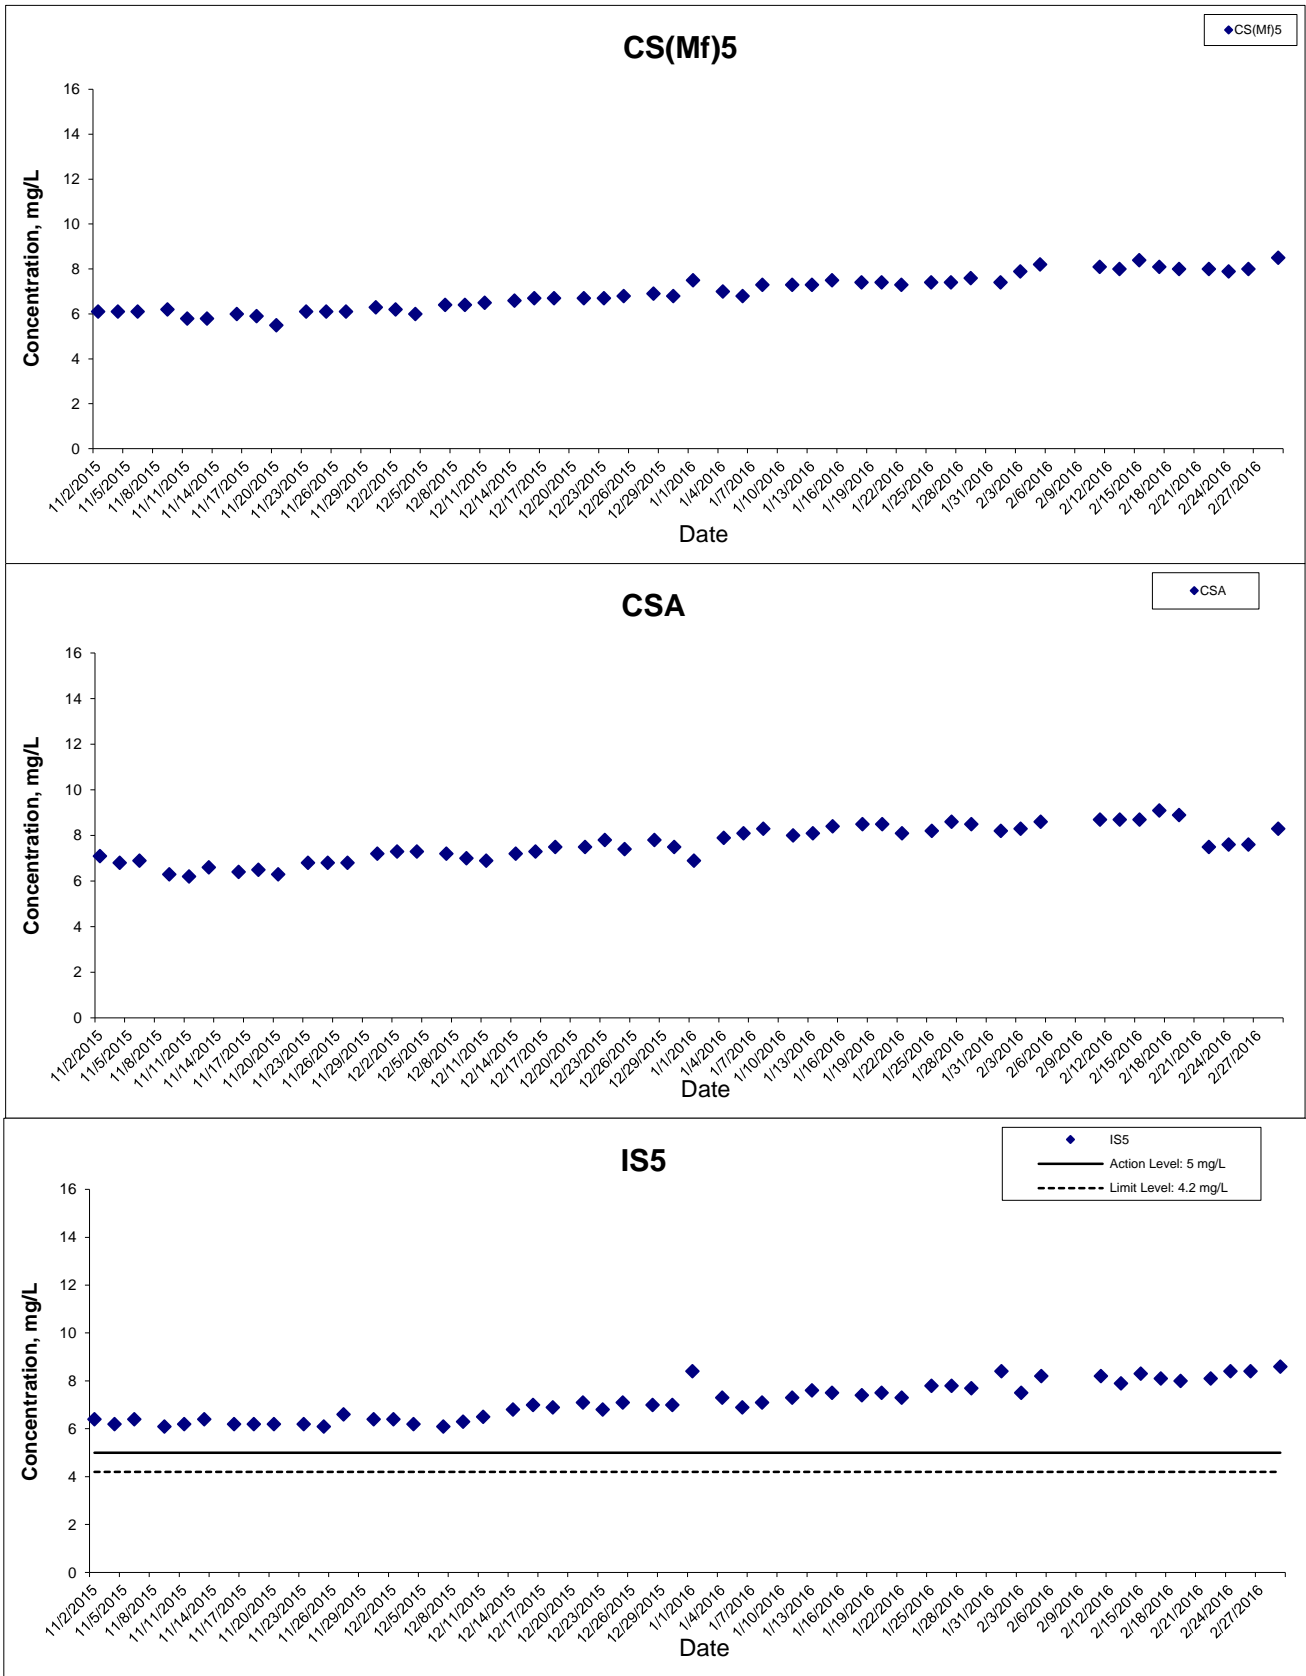 CS(Mf)5
CS(Mf)5
Concentration, mg/L
16
14
12
10
8
6
4
2
0
11/2/2015 11/5/2015 11/8/2015 11/11/2015 11/14/2015 11/17/2015 11/20/2015 11/23/2015 11/26/2015 11/29/2015 12/2/2015 12/5/2015 12/8/2015 12/11/2015 12/14/2015 12/17/2015 12/20/2015 12/23/2015 12/26/2015 12/29/2015 1/1/2016 1/4/2016 1/7/2016 1/10/2016 1/13/2016 1/16/2016 1/19/2016 1/22/2016 1/25/2016 1/28/2016 1/31/2016 2/3/2016 2/6/2016 2/9/2016 2/12/2016 2/15/2016 2/18/2016 2/21/2016 2/24/2016 2/27/2016
Date
CSA
CSA
Concentration, mg/L
16
14
12
10
8
6
4
2
0
11/2/2015 11/5/2015 11/8/2015 11/11/2015 11/14/2015 11/17/2015 11/20/2015 11/23/2015 11/26/2015 11/29/2015 12/2/2015 12/5/2015 12/8/2015 12/11/2015 12/14/2015 12/17/2015 12/20/2015 12/23/2015 12/26/2015 12/29/2015 1/1/2016 1/4/2016 1/7/2016 1/10/2016 1/13/2016 1/16/2016 1/19/2016 1/22/2016 1/25/2016 1/28/2016 1/31/2016 2/3/2016 2/6/2016 2/9/2016 2/12/2016 2/15/2016 2/18/2016 2/21/2016 2/24/2016 2/27/2016
Date
IS5
IS5
Action Level: 5 mg/L
Limit Level: 4.2 mg/L
Concentration, mg/L
16
14
12
10
8
6
4
2
0
11/2/2015 11/5/2015 11/8/2015 11/11/2015 11/14/2015 11/17/2015 11/20/2015 11/23/2015 11/26/2015 11/29/2015 12/2/2015 12/5/2015 12/8/2015 12/11/2015 12/14/2015 12/17/2015 12/20/2015 12/23/2015 12/26/2015 12/29/2015 1/1/2016 1/4/2016 1/7/2016 1/10/2016 1/13/2016 1/16/2016 1/19/2016 1/22/2016 1/25/2016 1/28/2016 1/31/2016 2/3/2016 2/6/2016 2/9/2016 2/12/2016 2/15/2016 2/18/2016 2/21/2016 2/24/2016 2/27/2016
Date